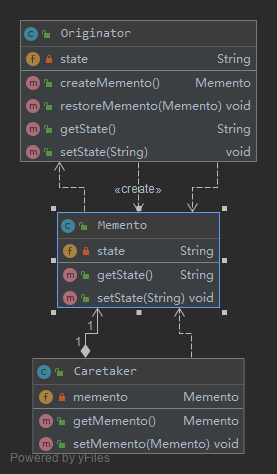 Originator
state String
createMemento() Memento
restoreMemento(Memento) void
getState() String
setState(String) void
«create»
Memento
state String
getState() String
setState(String) void
1
1
Caretaker
memento Memento
getMemento() Memento
setMemento(Memento) void
Powered by yFiles